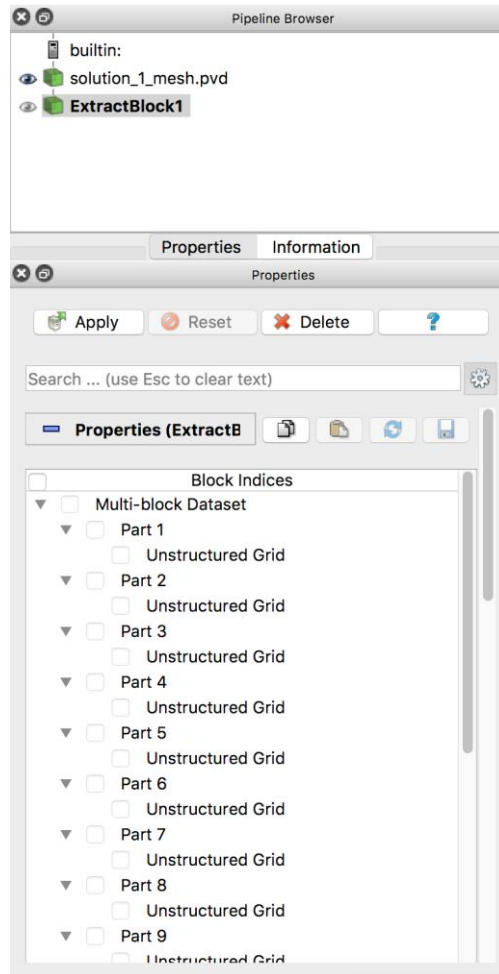 Pipeline Browser
builtin:
solution_1_mesh.pvd
ExtractBlock1
Properties Information
Properties
Apply Reset Delete ?
Search ... (use Esc to clear text)
Properties (ExtractB
Block Indices
Multi-block Dataset
Part 1
Unstructured Grid
Part 2
Unstructured Grid
Part 3
Unstructured Grid
Part 4
Unstructured Grid
Part 5
Unstructured Grid
Part 6
Unstructured Grid
Part 7
Unstructured Grid
Part 8
Unstructured Grid
Part 9
Unstructured Grid